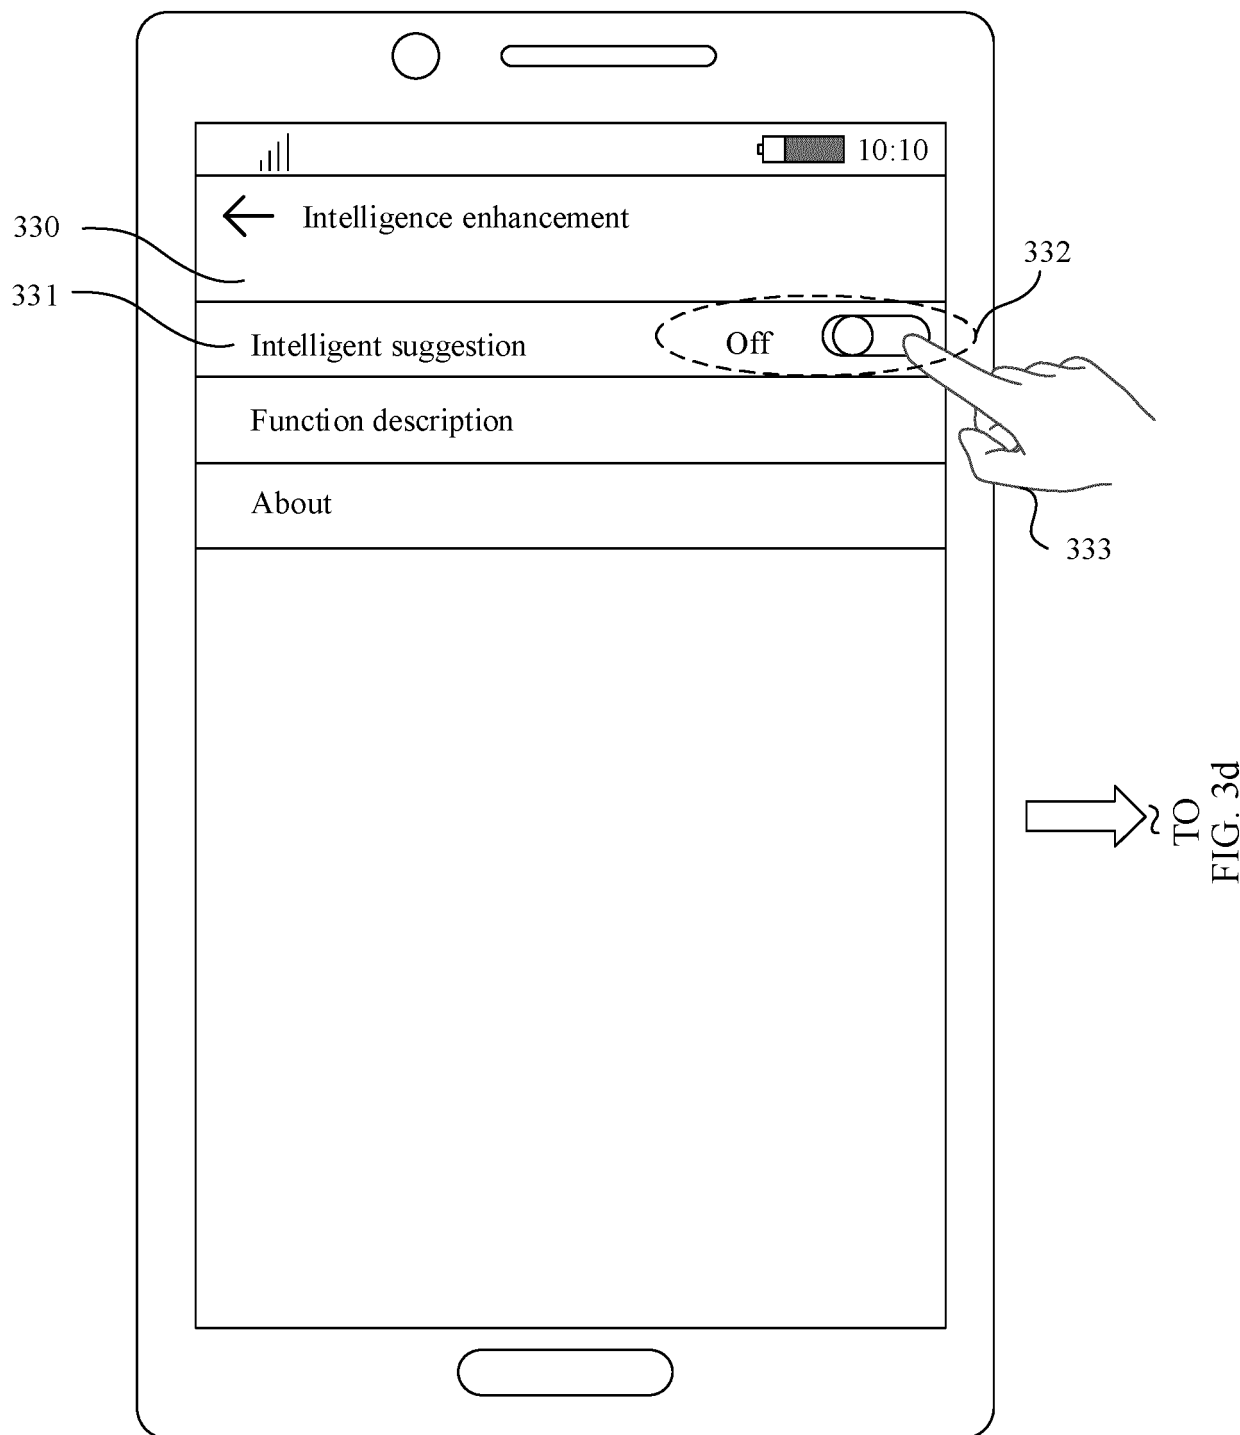 10:10
Intelligence enhancement
330
332
331
Intelligent suggestion
Off
Function description
About
333
TO
FIG. 3d